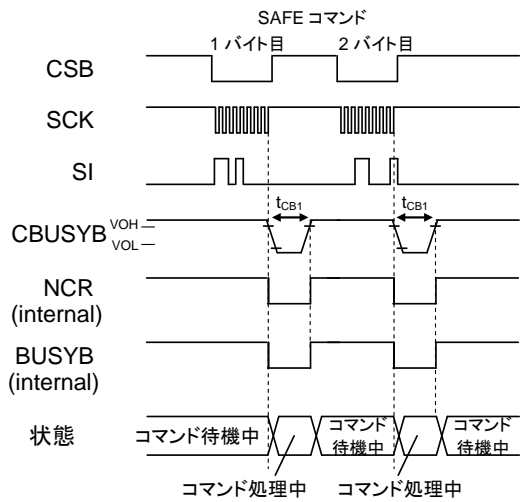 SAFE コマンド
1 バイト目 2 バイト目
CSB
SCK
SI
tCB1 tCB1
CBUSYB VOH
VOL
NCR
(internal)
BUSYB
(internal)
状態 コマンド待機中 コマンド待機中 コマンド待機中
コマンド処理中 コマンド処理中